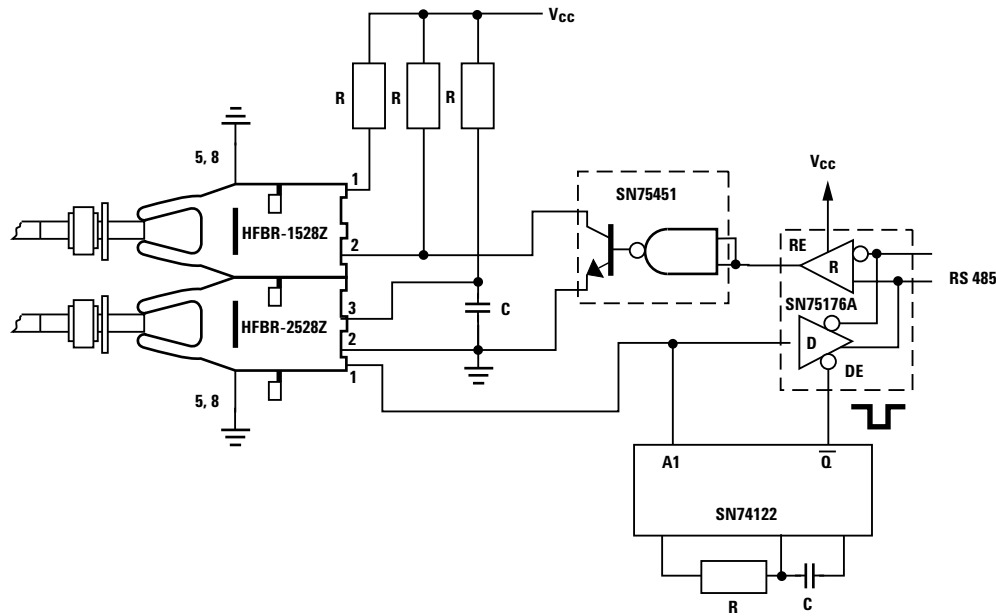 Vcc
R
R
R
5, 8
1
SN75451
Vcc
HFBR-1528Z
2
RE
R
RS 485
SN75176A
HFBR-2528Z
3
C
D
2
1
DE
5, 8
A1
Q̅
SN74122
R
C